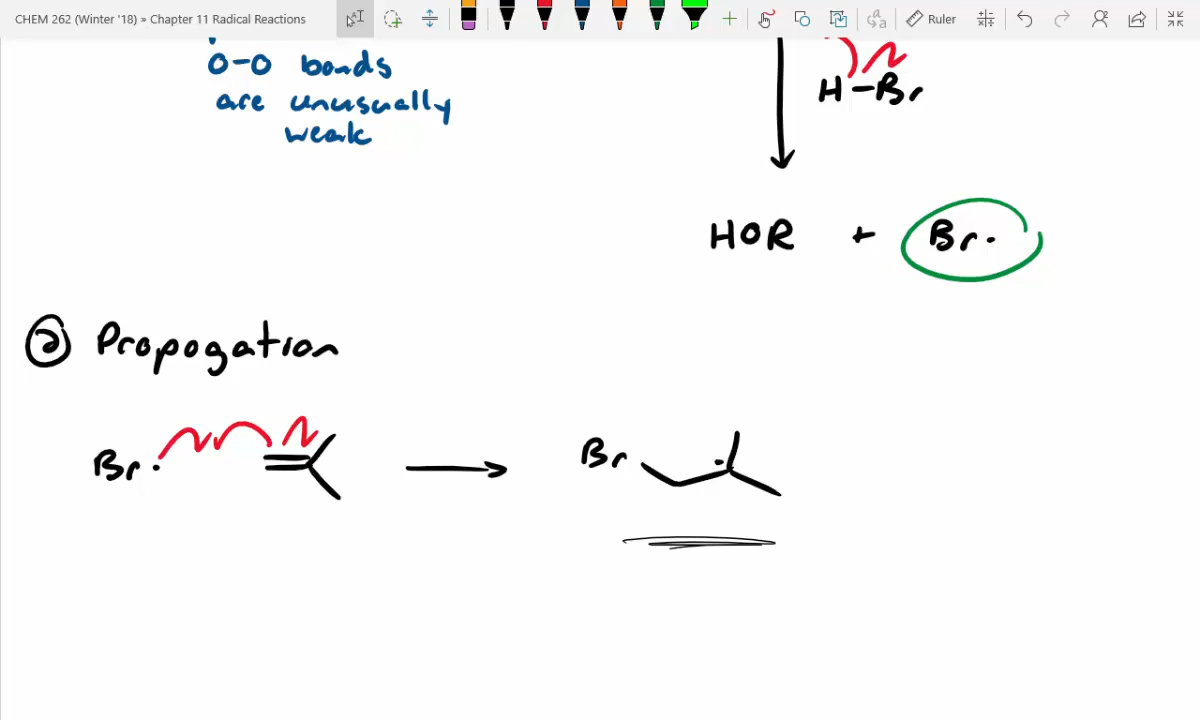 CHEM 262 (Winter '18) » Chapter 11 Radical Reactions
Ruler
O-O bonds
are unusually
weak
H-Br
HOR + Br·
② Propogation
Br·
Br